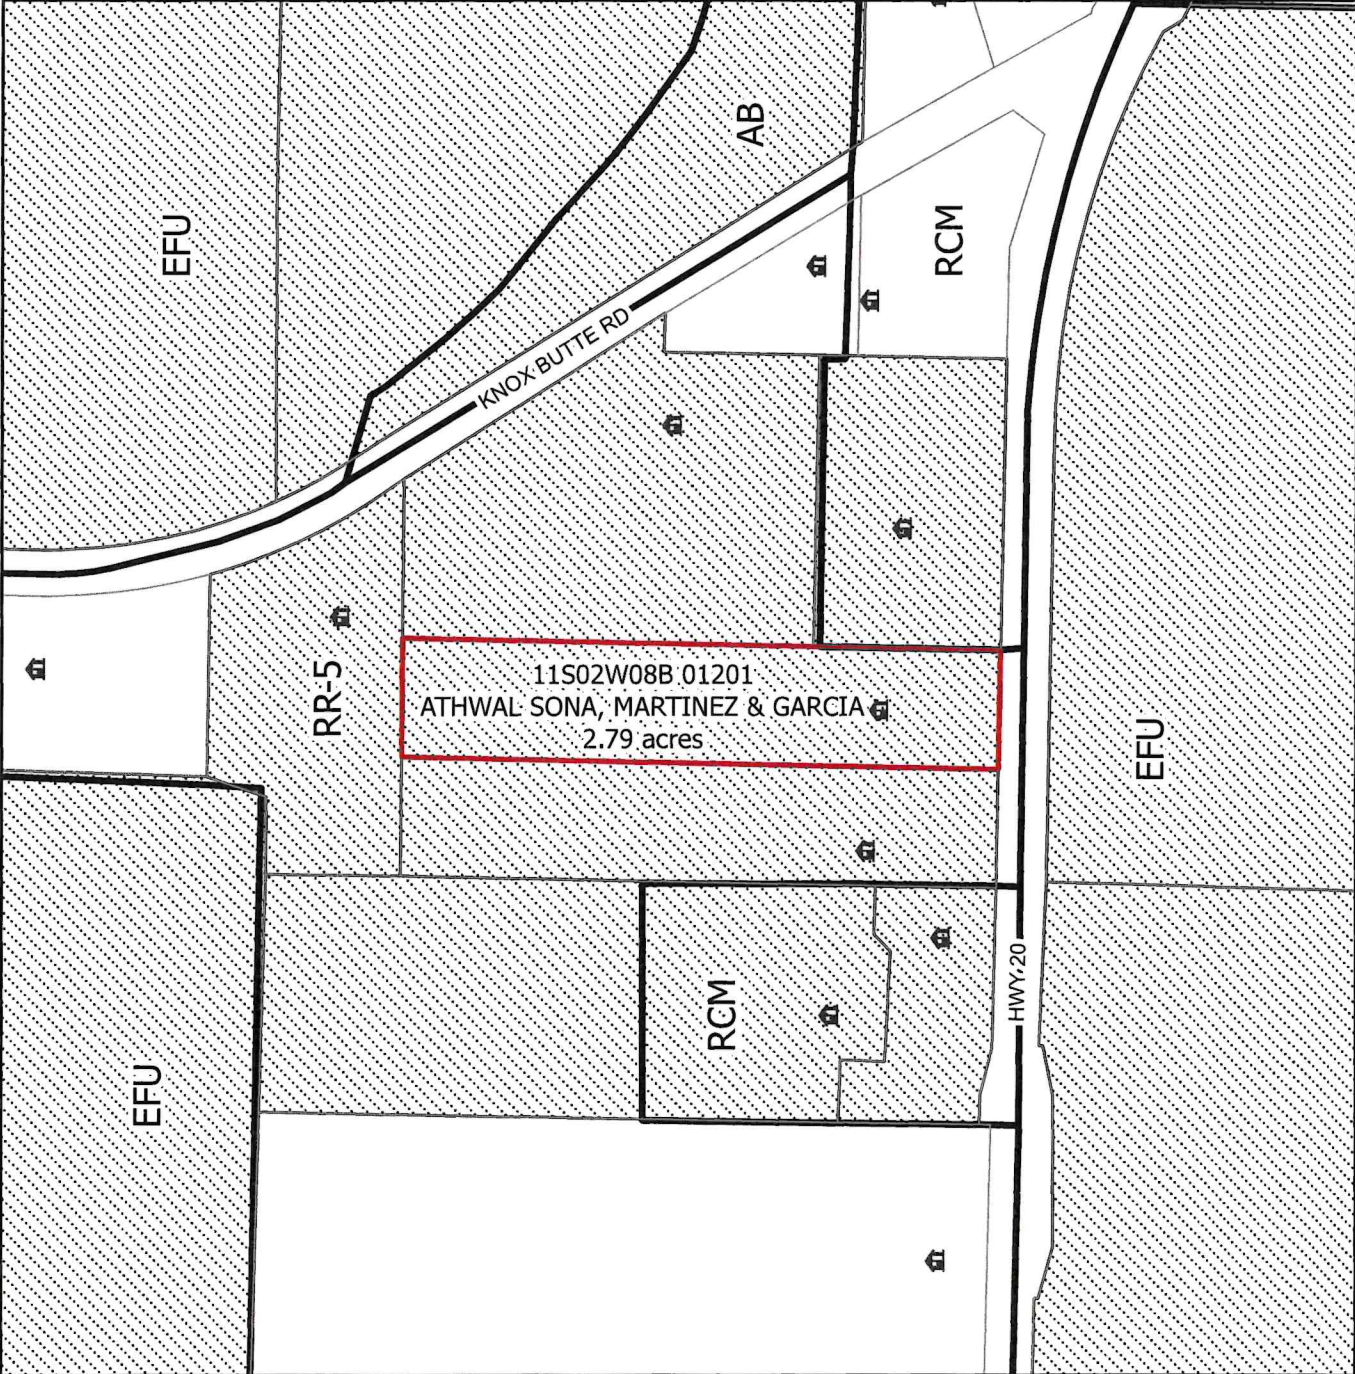 AB
EFU
RCM
KNOX BUTTE RD
RR-5
11S02W08B 01201
ATHWAL SONA, MARTINEZ & GARCIA
2.79 acres
EFU
HWY 20
RCM
EFU